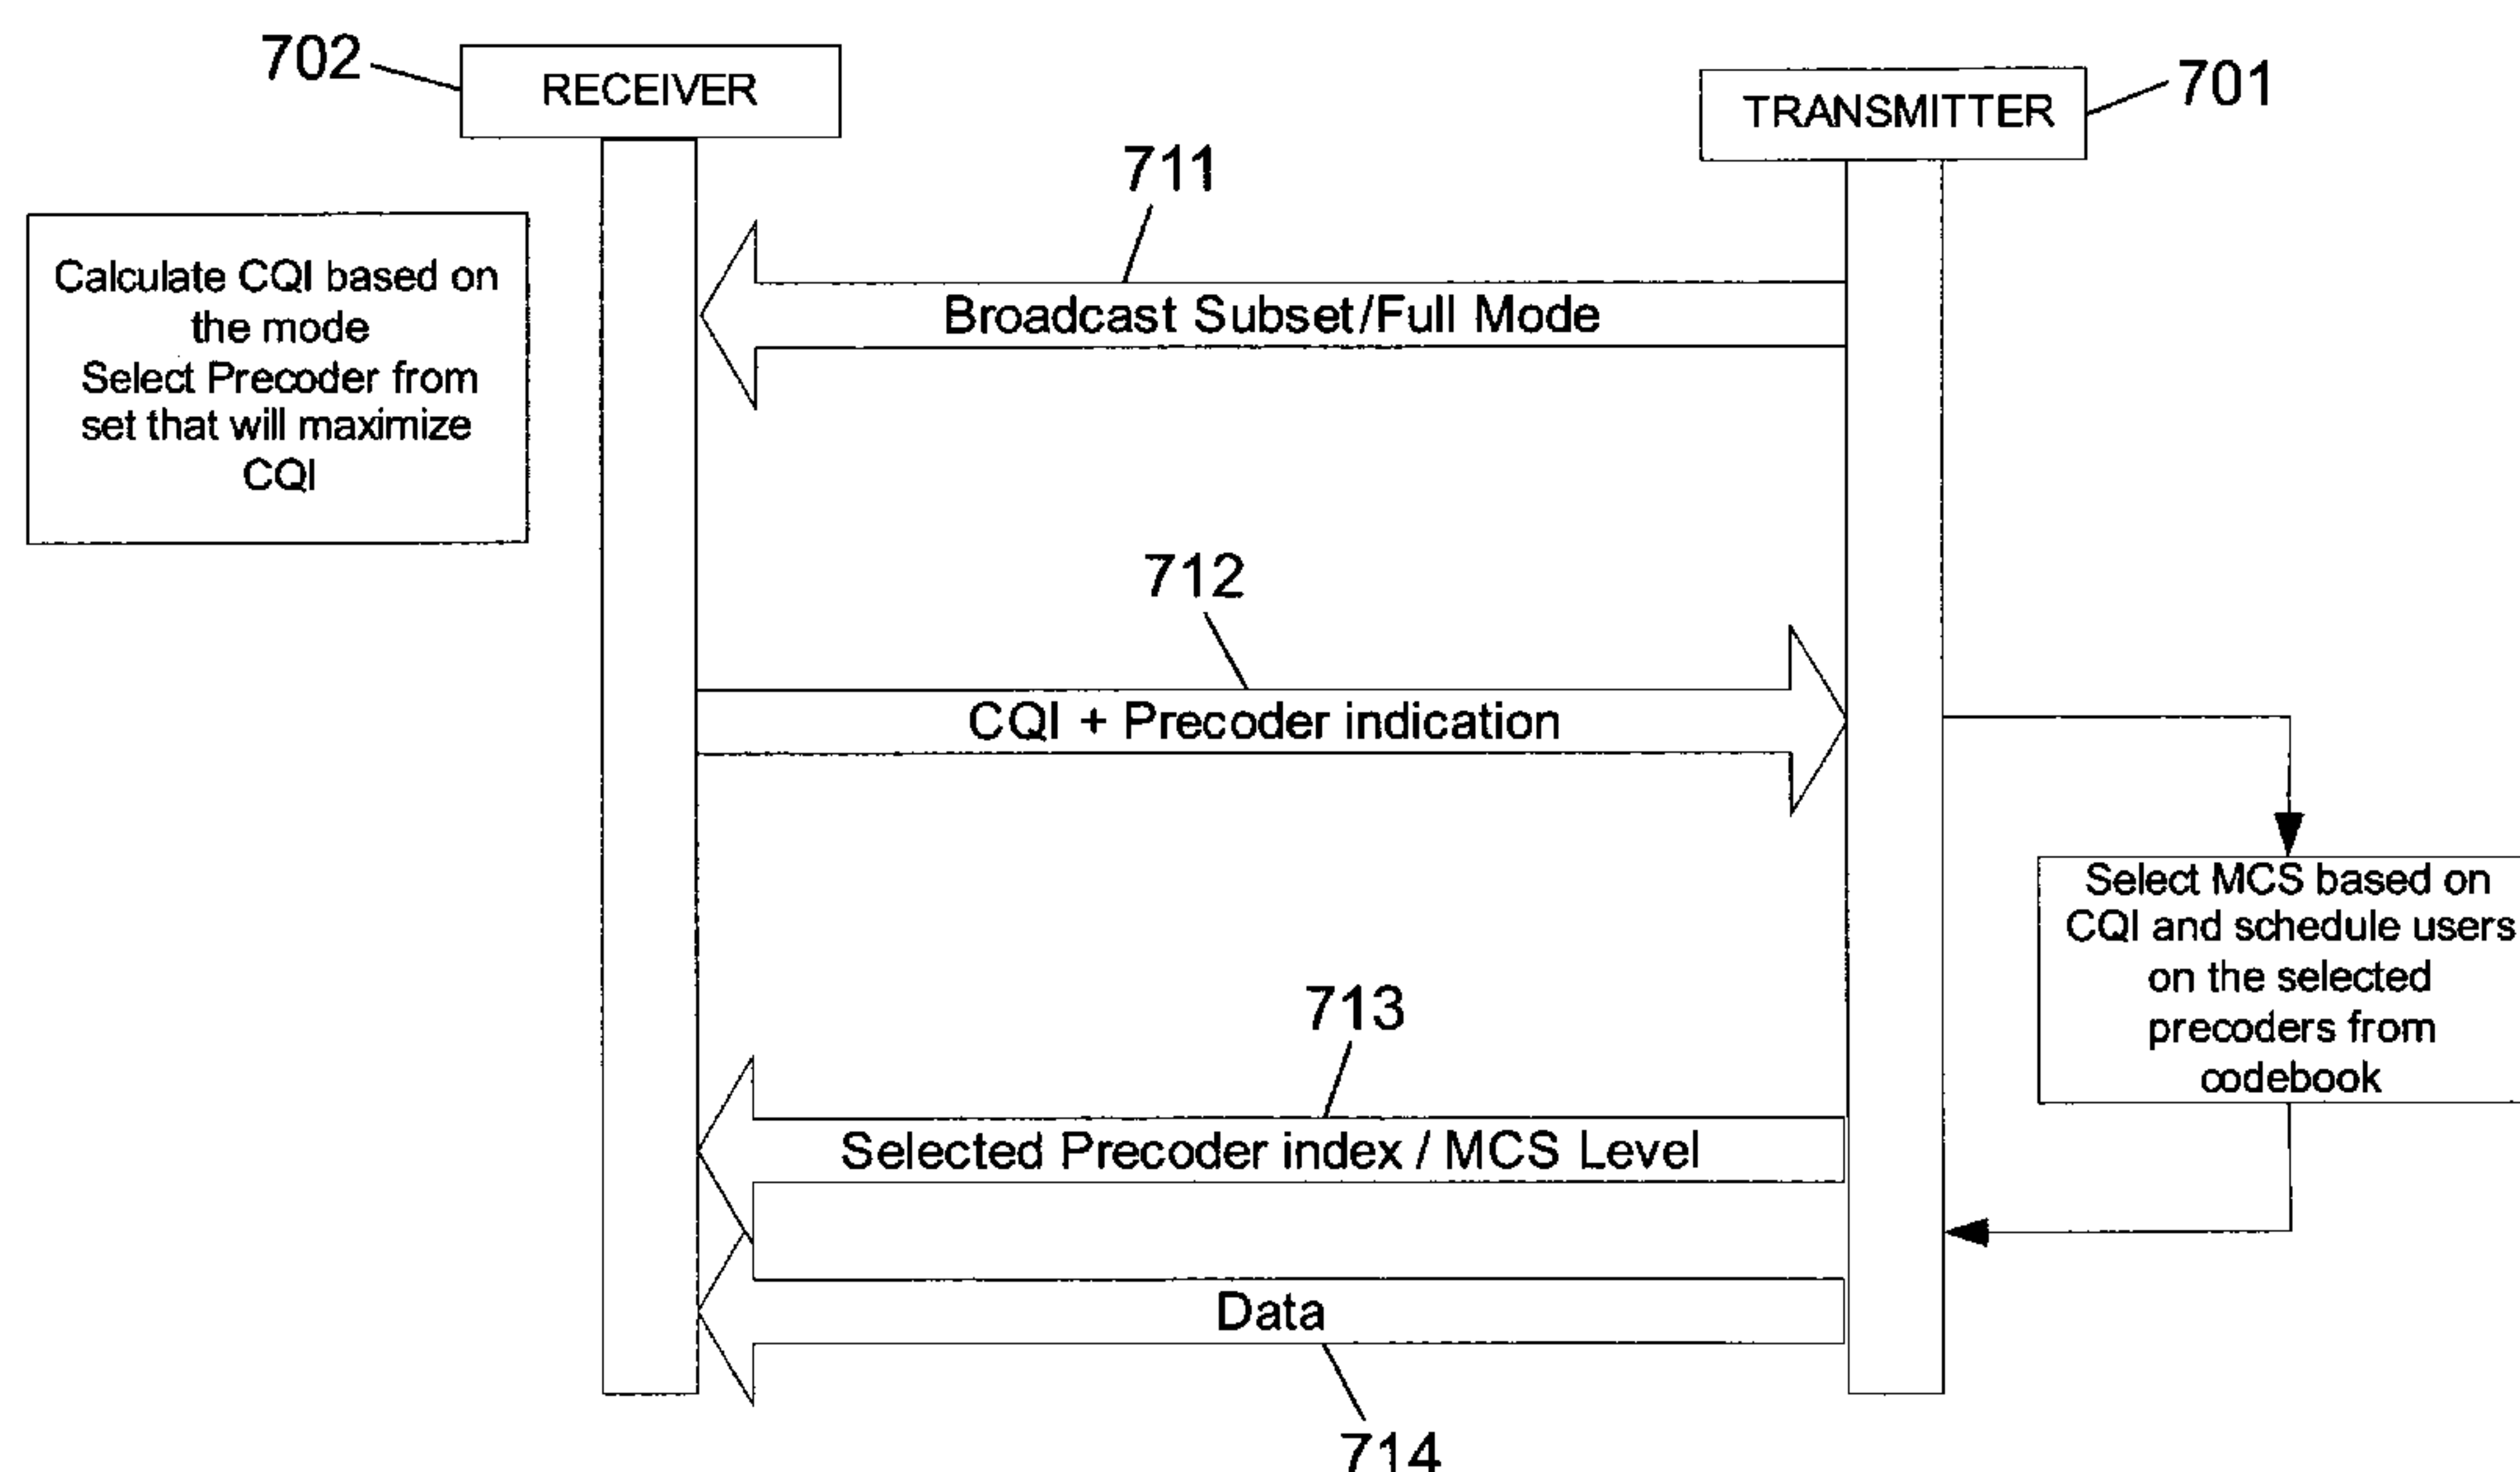 702
RECEIVER
TRANSMITTER
701
711
Broadcast Subset/Full Mode
Calculate CQI based on
the mode
Select Precoder from
set that will maximize
CQI
712
CQI + Precoder indication
Select MCS based on
CQI and schedule users
on the selected
precoders from
codebook
713
Selected Precoder index / MCS Level
Data
714